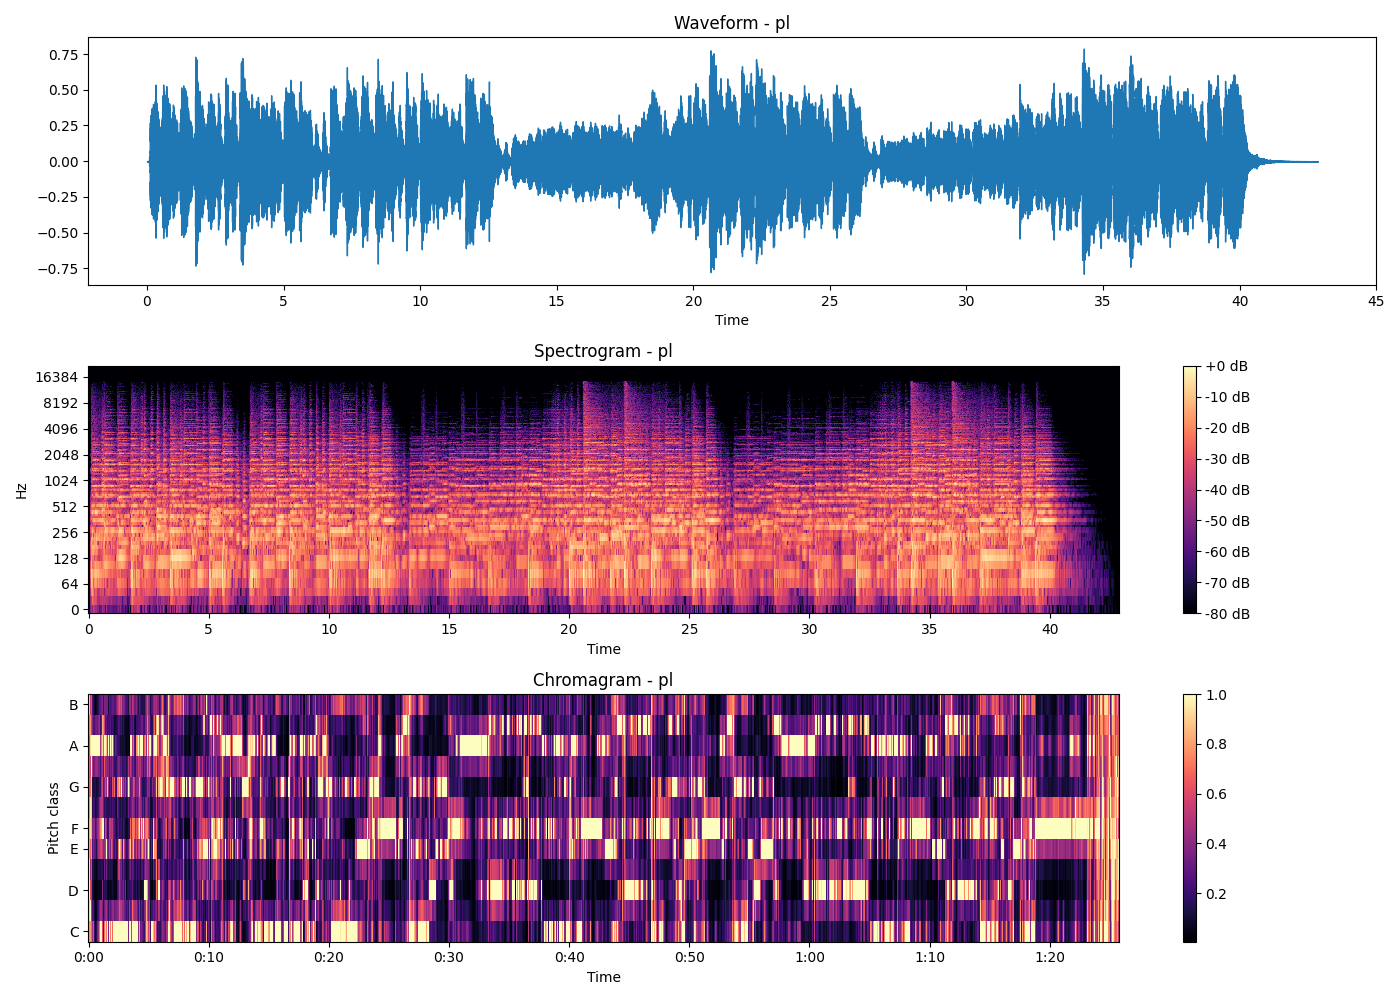 Waveform - pl
0.75
0.50
0.25
0.00
−0.25
−0.50
−0.75
0 5 10 15 20 25 30 35 40 45
Time
Spectrogram - pl
Hz
16384
8192
4096
2048
1024
512
256
128
64
0
0 5 10 15 20 25 30 35 40
Time
+0 dB
-10 dB
-20 dB
-30 dB
-40 dB
-50 dB
-60 dB
-70 dB
-80 dB
Chromagram - pl
Pitch class
B
A
G
F
E
D
C
0:00 0:10 0:20 0:30 0:40 0:50 1:00 1:10 1:20
Time
1.0
0.8
0.6
0.4
0.2